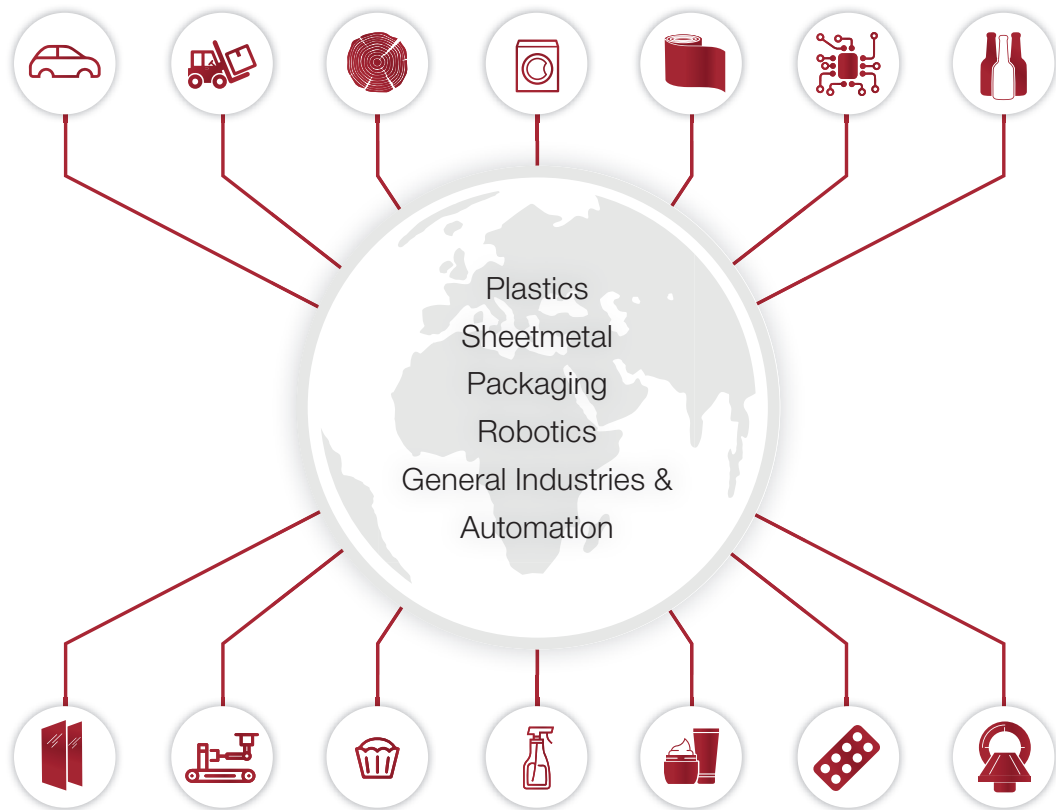 Plastics
Sheetmetal
Packaging
Robotics
General Industries &
Automation